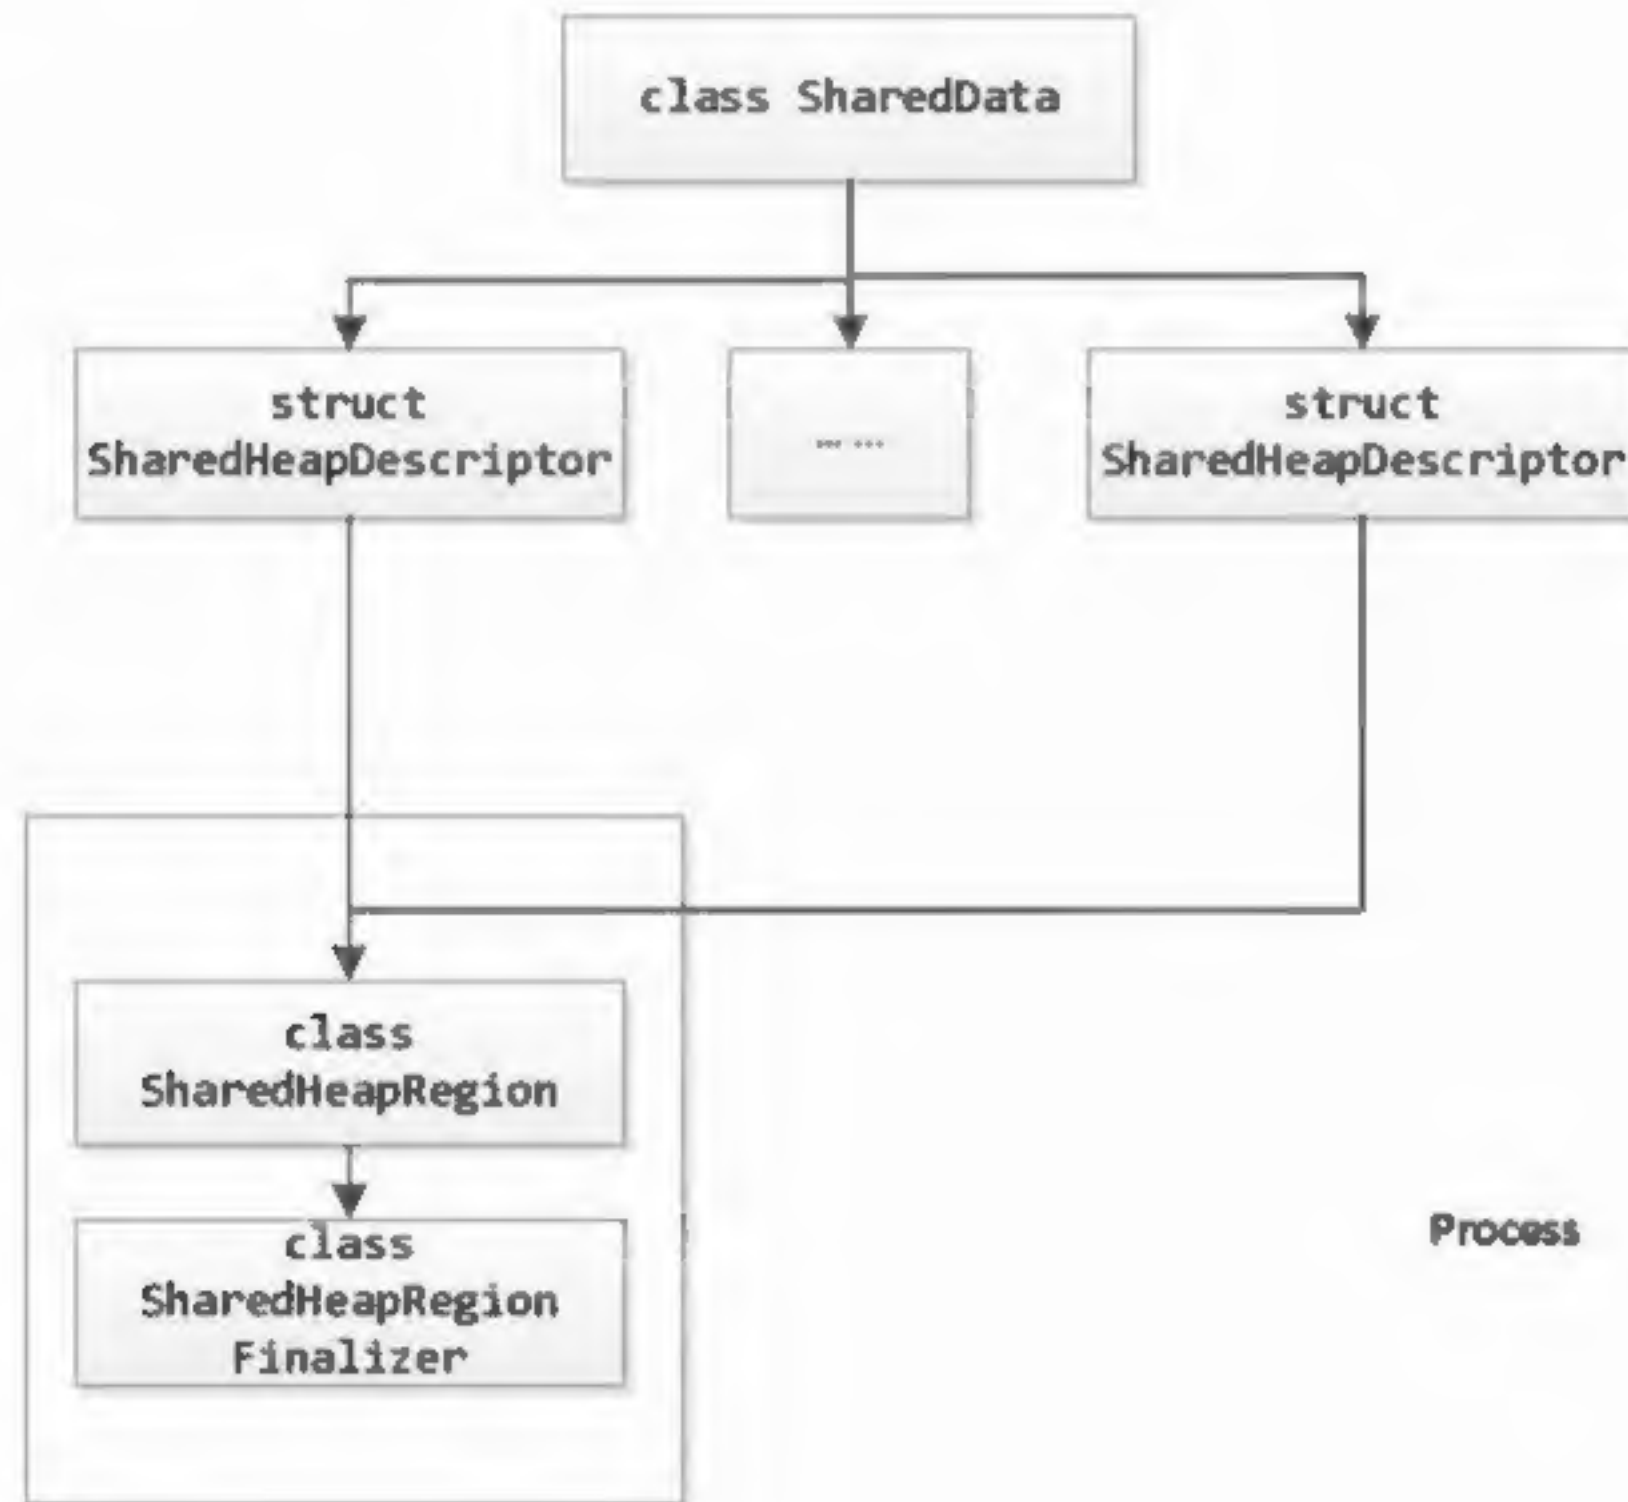 class SharedData
struct
SharedHeapDescriptor
... ...
struct
SharedHeapDescriptor
class
SharedHeapRegion
class
SharedHeapRegion
Finalizer
Process